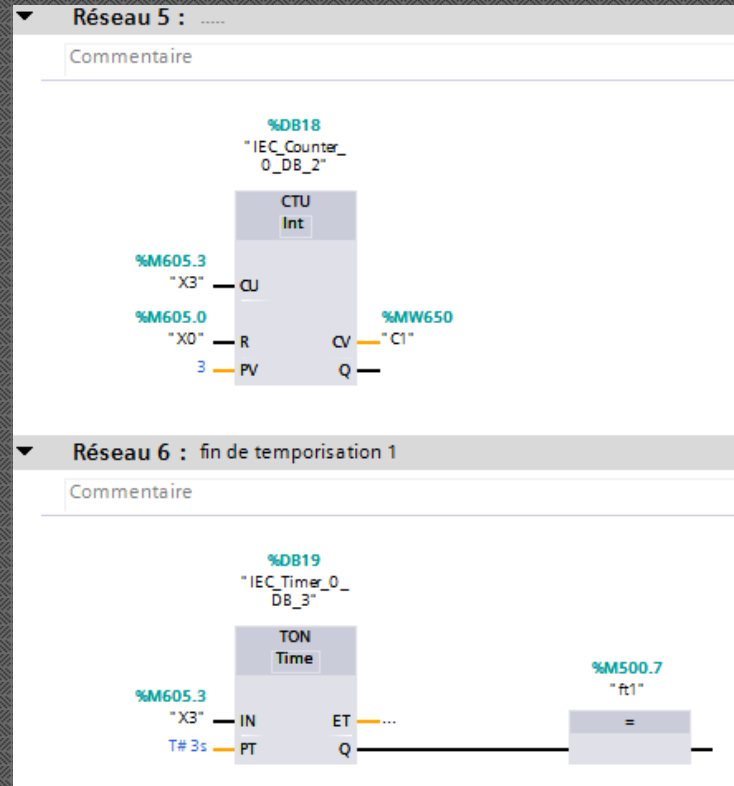 Réseau 5 : .....
Commentaire
%DB18
"IEC_Counter_
0_DB_2"
CTU
Int
%M605.3
"X3"
CU
%M605.0
"X0"
R
CV
%MW650
"C1"
3
PV
Q
Réseau 6 : fin de temporisation 1
Commentaire
%DB19
"IEC_Timer_0_
DB_3"
TON
Time
%M605.3
"X3"
IN
ET
...
%M500.7
"ft1"
=
T# 3s
PT
Q